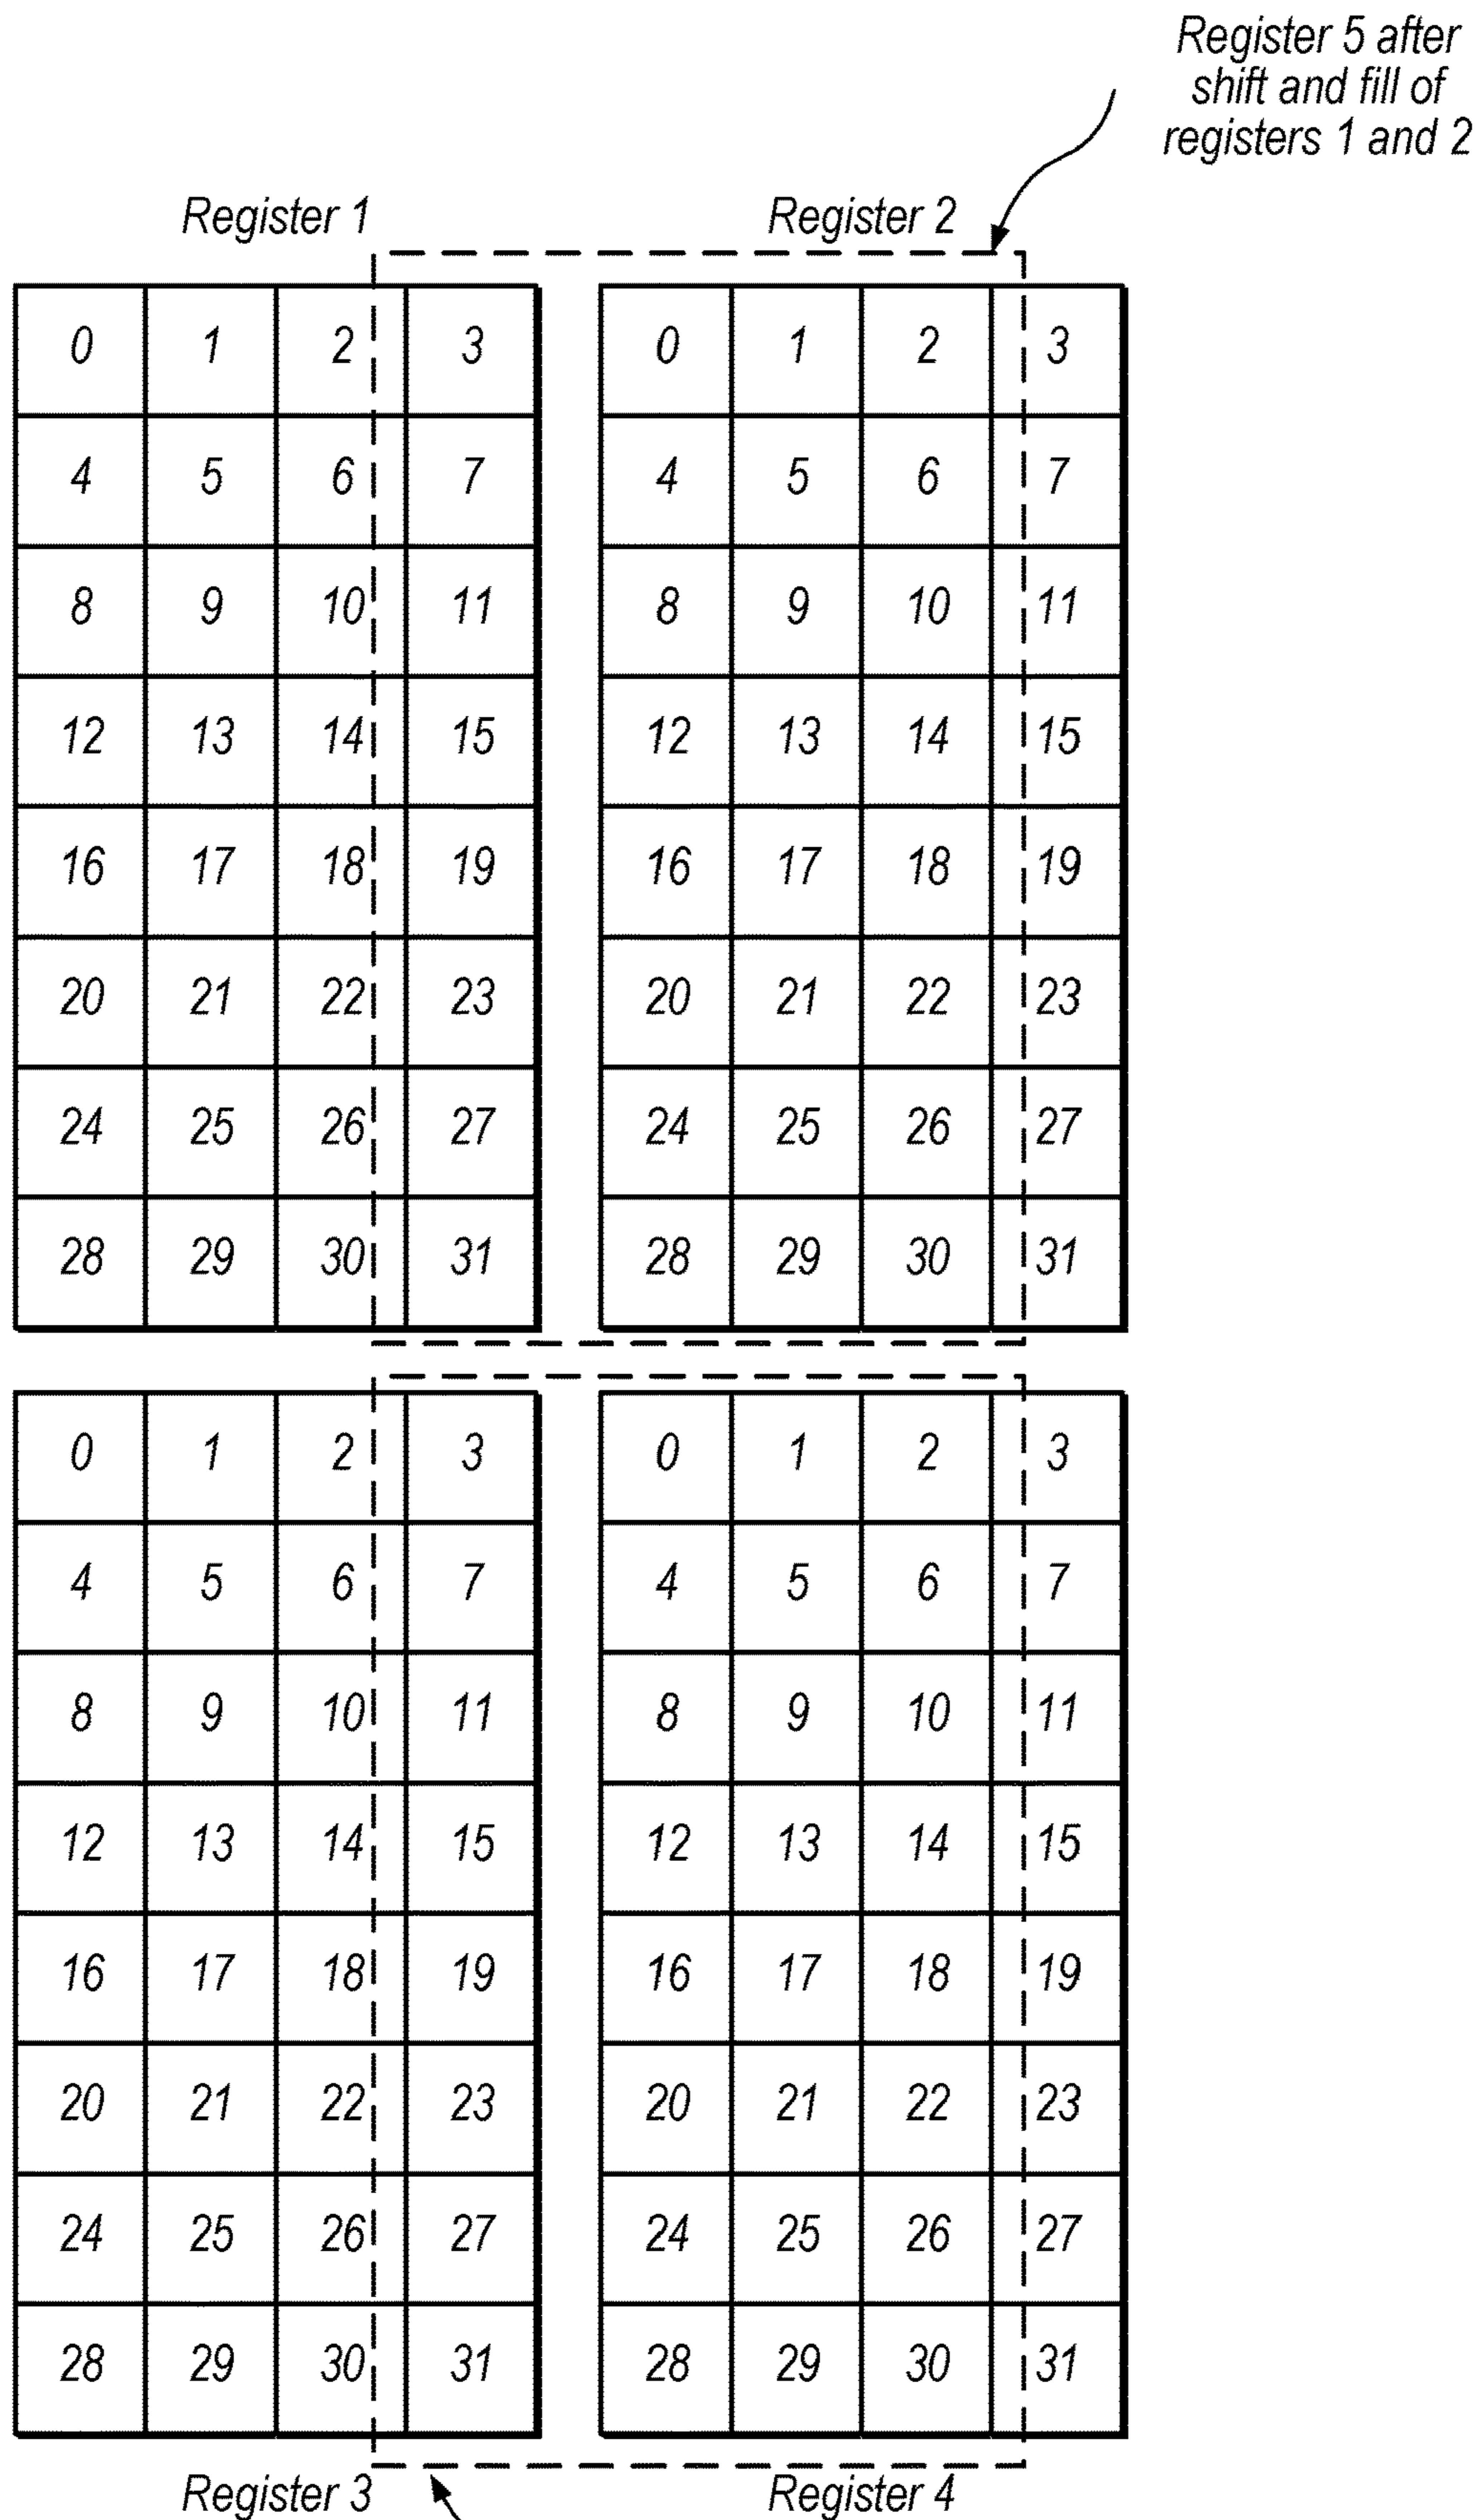 Register 5 after
shift and fill of
registers 1 and 2
Register 1 Register 2
0 1 2 3 0 1 2 3
4 5 6 7 4 5 6 7
8 9 10 11 8 9 10 11
12 13 14 15 12 13 14 15
16 17 18 19 16 17 18 19
20 21 22 23 20 21 22 23
24 25 26 27 24 25 26 27
28 29 30 31 28 29 30 31
0 1 2 3 0 1 2 3
4 5 6 7 4 5 6 7
8 9 10 11 8 9 10 11
12 13 14 15 12 13 14 15
16 17 18 19 16 17 18 19
20 21 22 23 20 21 22 23
24 25 26 27 24 25 26 27
28 29 30 31 28 29 30 31
Register 3 Register 4